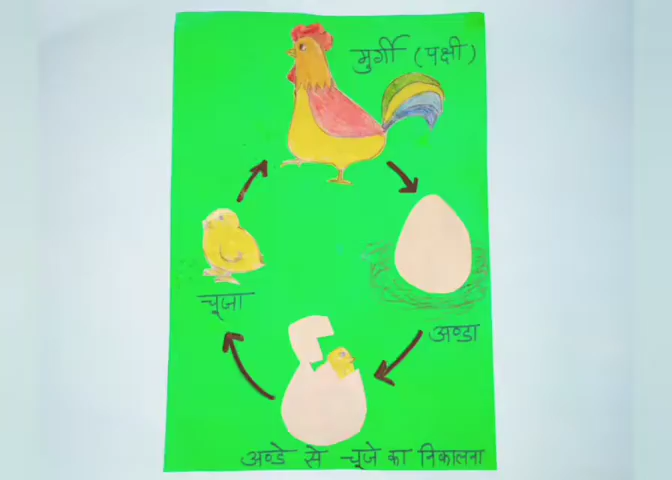 मुर्गी (पक्षी)
अण्डा
चूजा
अण्डे से चूजे का निकालना